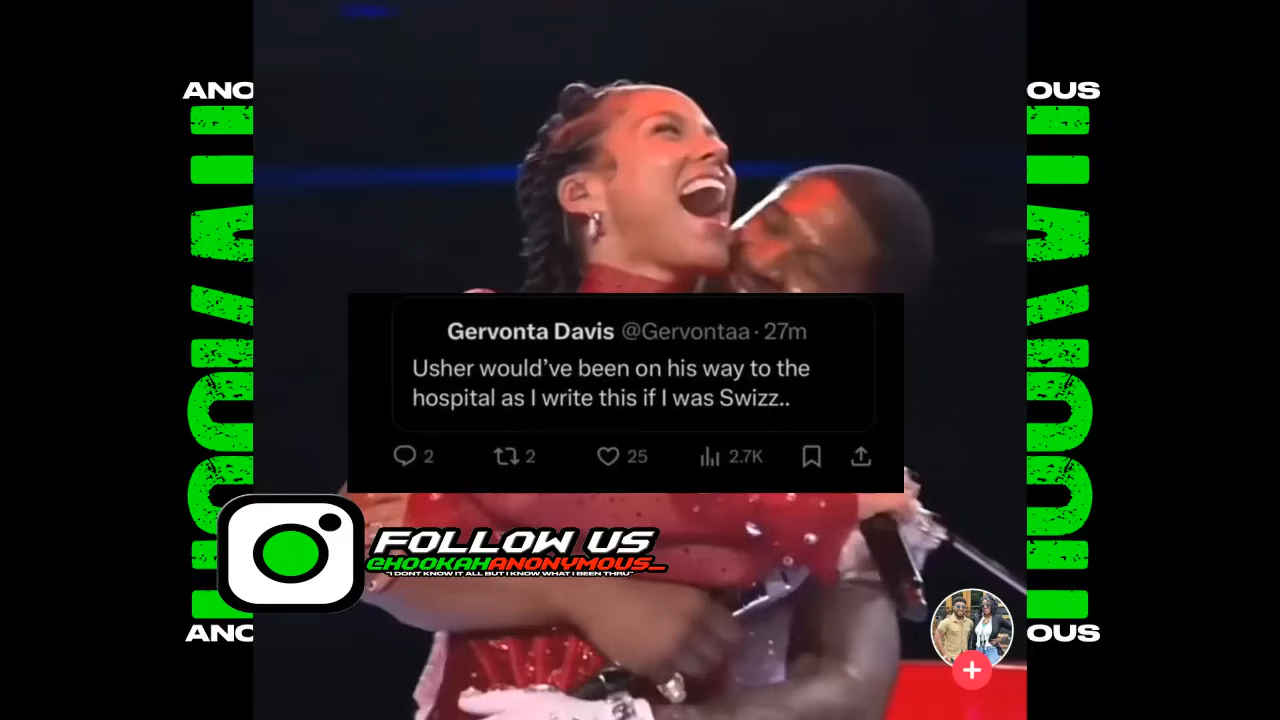 ANO
OUS
Gervonta Davis @Gervontaa · 27m
Usher would’ve been on his way to the
hospital as I write this if I was Swizz..
2 2 25 2.7K
FOLLOW US
@HOOKAHANONYMOUS_
"I DONT KNOW IT ALL BUT I KNOW WHAT I BEEN THRU"
ANO
OUS